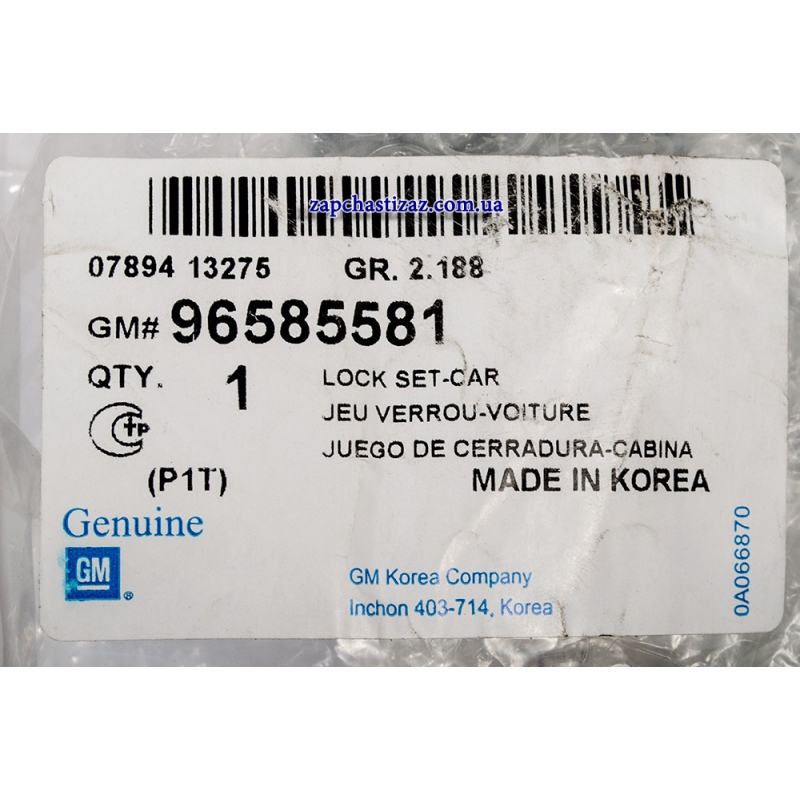 zapchastizaz.com.ua
07894 13275 GR. 2.188
GM# 96585581
QTY. 1 LOCK SET-CAR
JEU VERROU-VOITURE
JUEGO DE CERRADURA-CABINA
(P1T) MADE IN KOREA
Genuine
GM ®
GM Korea Company
Inchon 403-714, Korea
0A066870